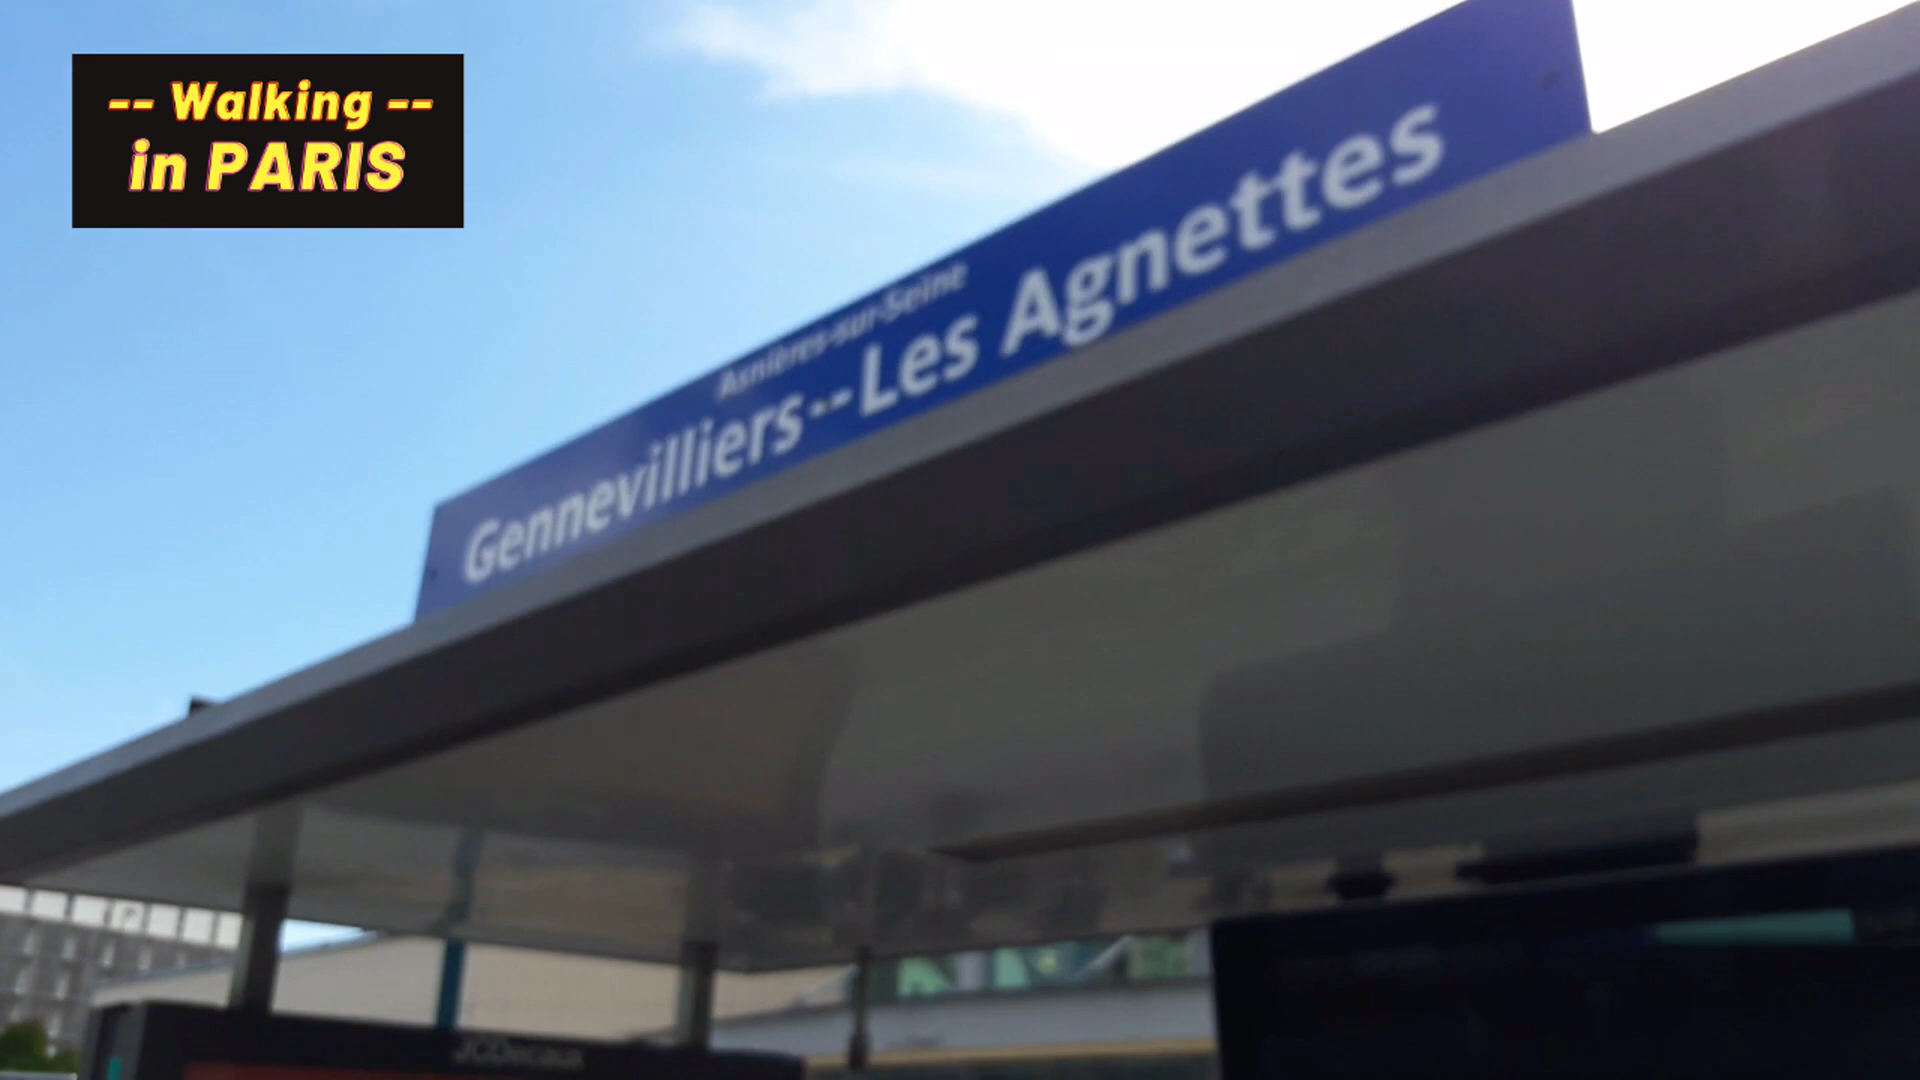 -- Walking --
in PARIS
Asnières-sur-Seine
Gennevilliers--Les Agnettes
JCDecaux